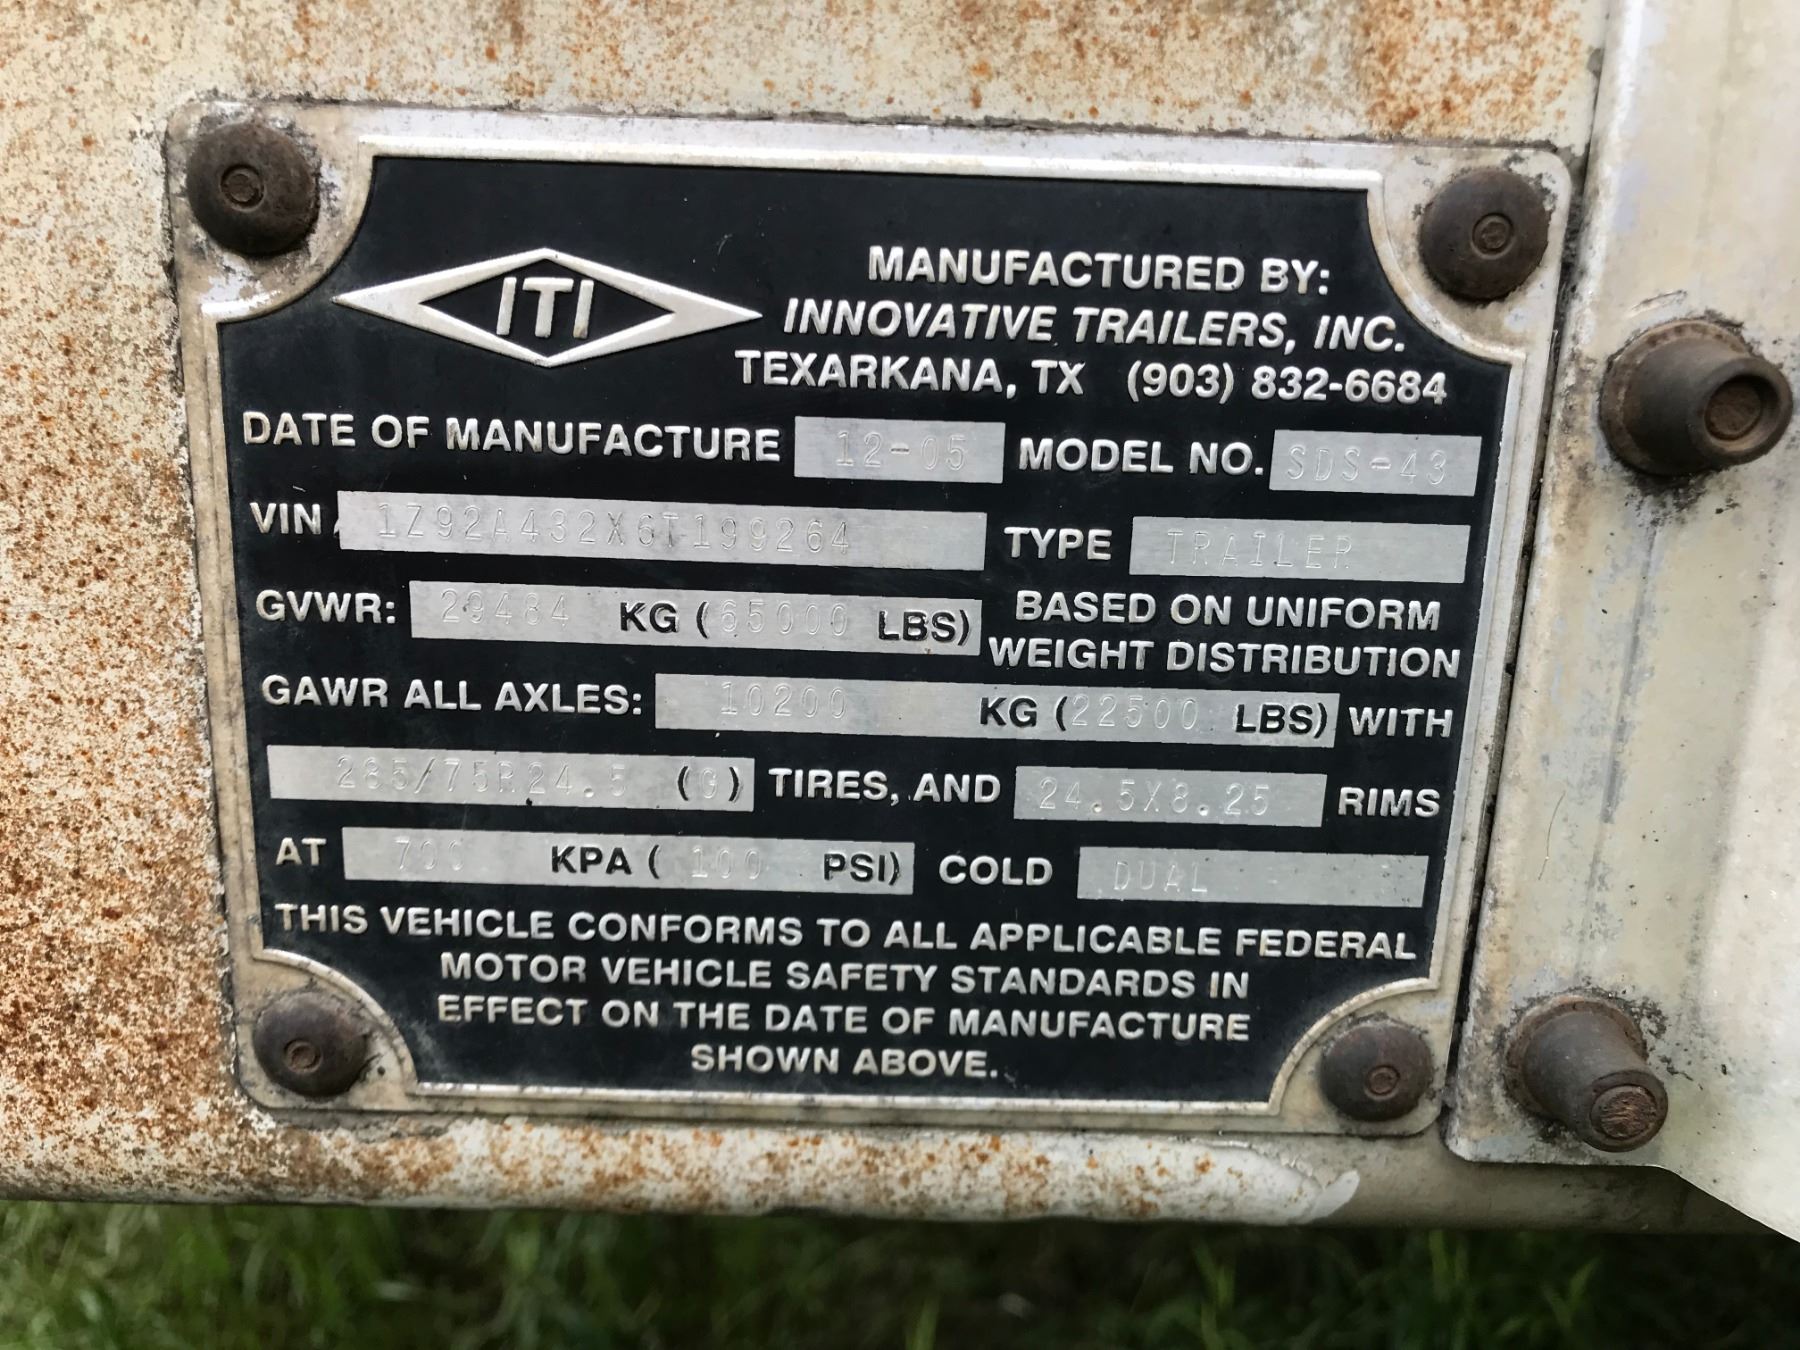 ITI
MANUFACTURED BY:
INNOVATIVE TRAILERS, INC.
TEXARKANA, TX (903) 832-6684
DATE OF MANUFACTURE 12-05 MODEL NO. SDS-43
VIN 1Z92A432X6T199264 TYPE TRAILER
GVWR: 29484 KG (65000 LBS) BASED ON UNIFORM
WEIGHT DISTRIBUTION
GAWR ALL AXLES: 10200 KG (22500 LBS) WITH
285/75R24.5 (G) TIRES, AND 24.5X8.25 RIMS
AT 700 KPA (100 PSI) COLD DUAL
THIS VEHICLE CONFORMS TO ALL APPLICABLE FEDERAL
MOTOR VEHICLE SAFETY STANDARDS IN
EFFECT ON THE DATE OF MANUFACTURE
SHOWN ABOVE.